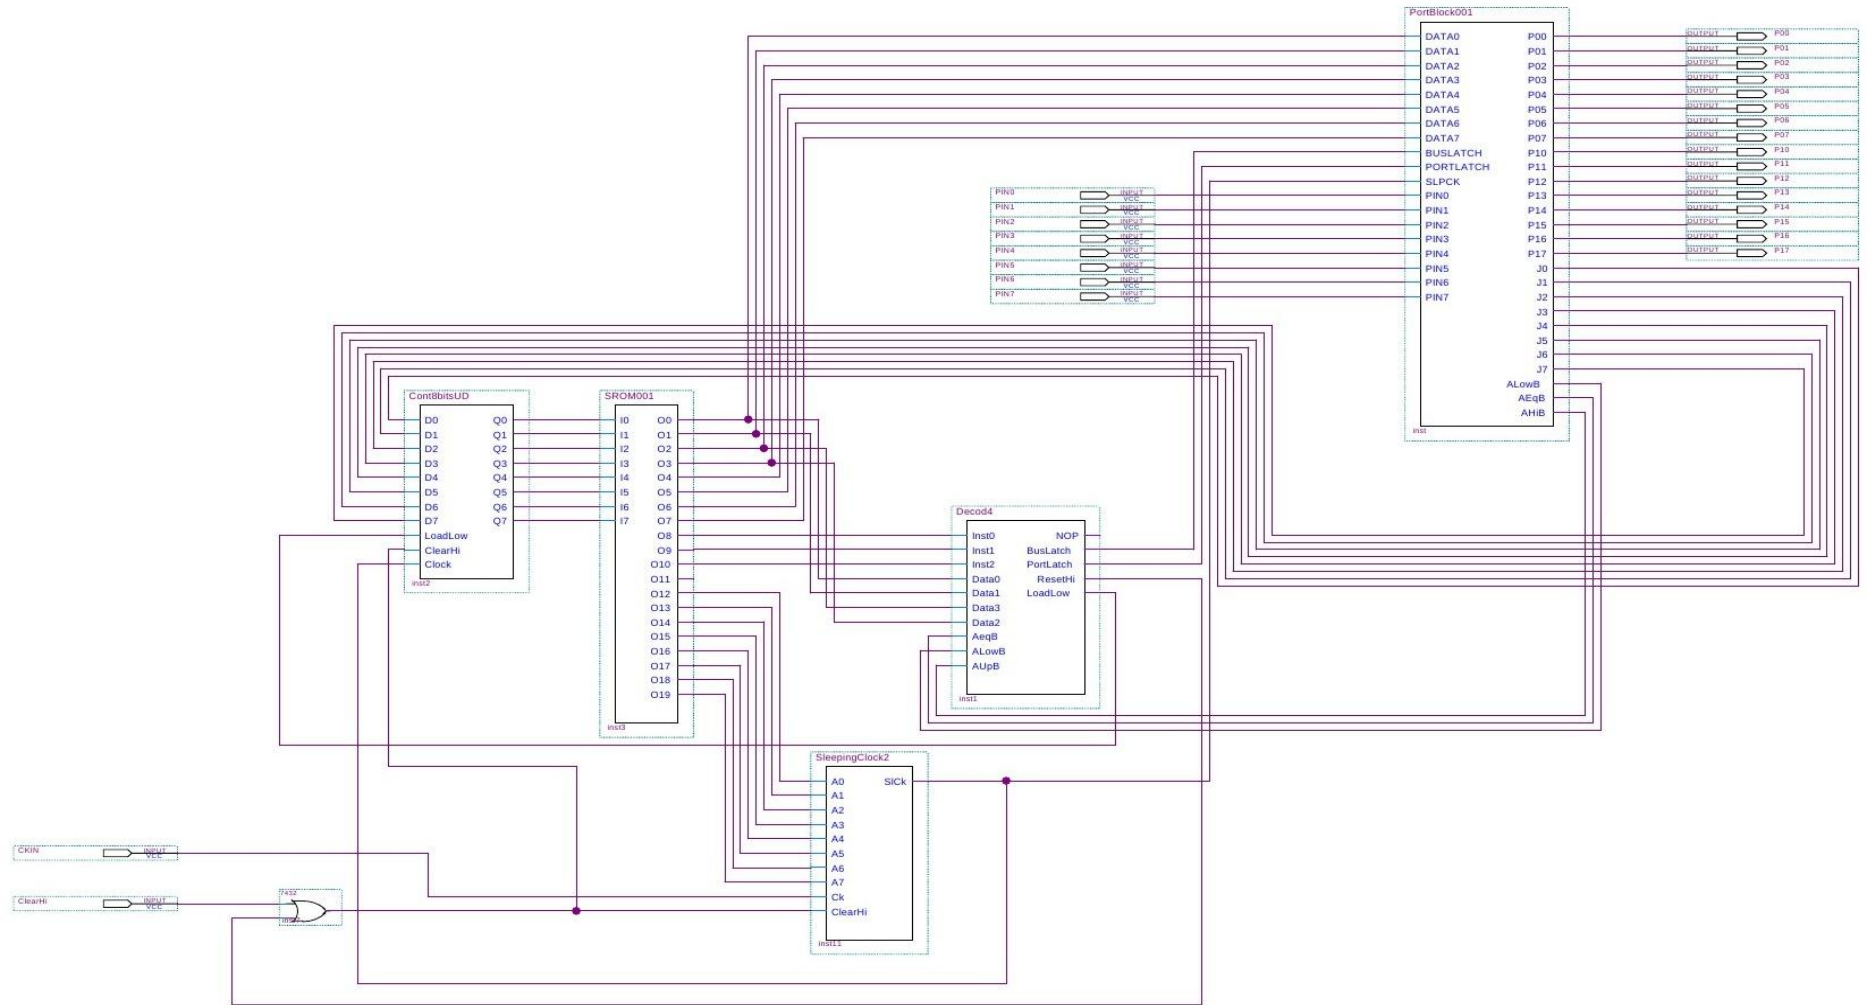 PortBlock001
DATA0 P00 OUTPUT P00
DATA1 P01 OUTPUT P01
DATA2 P02 OUTPUT P02
DATA3 P03 OUTPUT P03
DATA4 P04 OUTPUT P04
DATA5 P05 OUTPUT P05
DATA6 P06 OUTPUT P06
DATA7 P07 OUTPUT P07
BUSLATCH P10 OUTPUT P10
PORTLATCH P11 OUTPUT P11
SLPCK P12 OUTPUT P12
PIN0 INPUT VCC PIN0 P13 OUTPUT P13
PIN1 INPUT VCC PIN1 P14 OUTPUT P14
PIN2 INPUT VCC PIN2 P15 OUTPUT P15
PIN3 INPUT VCC PIN3 P16 OUTPUT P16
PIN4 INPUT VCC PIN4 P17 OUTPUT P17
PIN5 INPUT VCC PIN5 J0
PIN6 INPUT VCC PIN6 J1
PIN7 INPUT VCC PIN7 J2
J3
J4
J5
J6
J7
ALowB
AEqB
AHiB
inst
Cont8bitsUD
D0 Q0
D1 Q1
D2 Q2
D3 Q3
D4 Q4
D5 Q5
D6 Q6
D7 Q7
LoadLow
ClearHi
Clock
inst2
SROM001
I0 O0
I1 O1
I2 O2
I3 O3
I4 O4
I5 O5
I6 O6
I7 O7
O8
O9
O10
O11
O12
O13
O14
O15
O16
O17
O18
O19
inst3
Decod4
Inst0 NOP
Inst1 BusLatch
Inst2 PortLatch
Data0 ResetHi
Data1 LoadLow
Data3
Data2
AeqB
ALowB
AUpB
inst1
SleepingClock2
A0 SlCk
A1
A2
A3
A4
A5
A6
A7
Ck
ClearHi
inst11
CKIN INPUT VCC
ClearHi INPUT VCC
7432